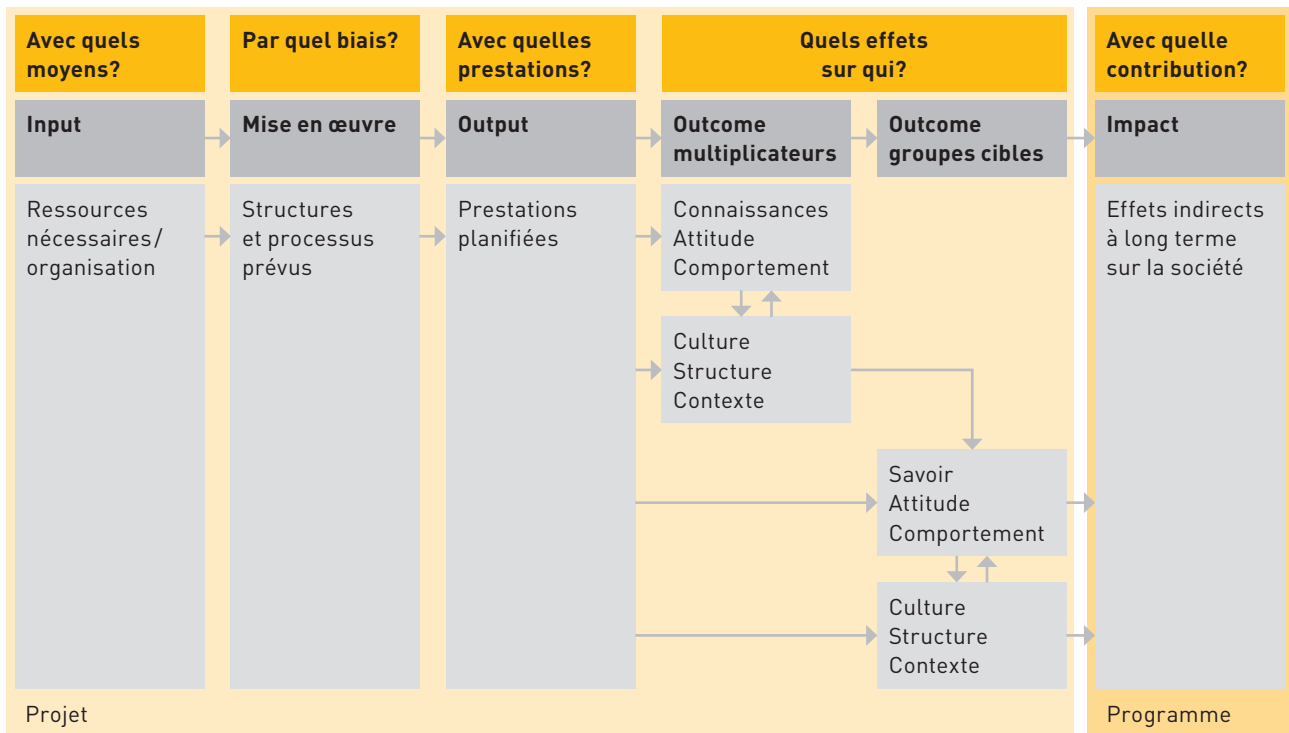 Avec quels
moyens?
Par quel biais?
Avec quelles
prestations?
Quels effets
sur qui?
Avec quelle
contribution?
Input
Mise en œuvre
Output
Outcome
multiplicateurs
Outcome
groupes cibles
Impact
Ressources
nécessaires/
organisation
Structures
et processus
prévus
Prestations
planifiées
Connaissances
Attitude
Comportement
Culture
Structure
Contexte
Savoir
Attitude
Comportement
Culture
Structure
Contexte
Effets indirects
à long terme
sur la société
Projet
Programme